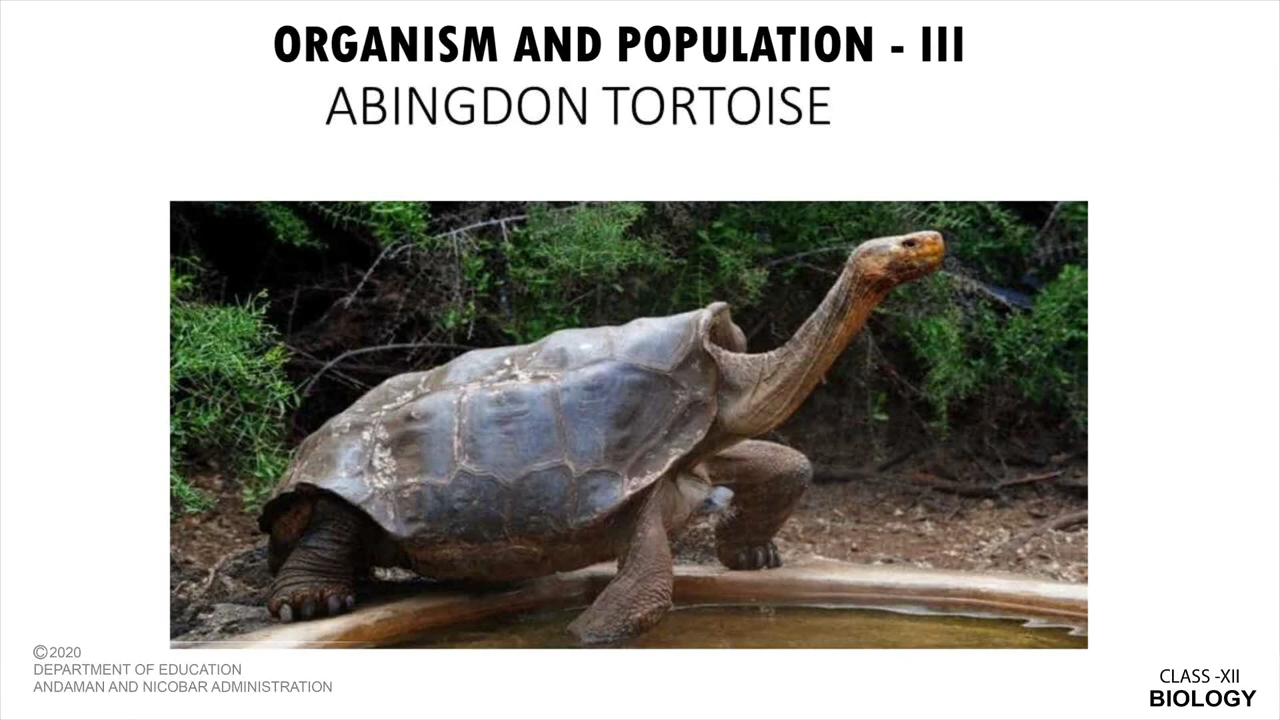 ORGANISM AND POPULATION - III
ABINGDON TORTOISE
©2020
DEPARTMENT OF EDUCATION
ANDAMAN AND NICOBAR ADMINISTRATION
CLASS -XII
BIOLOGY